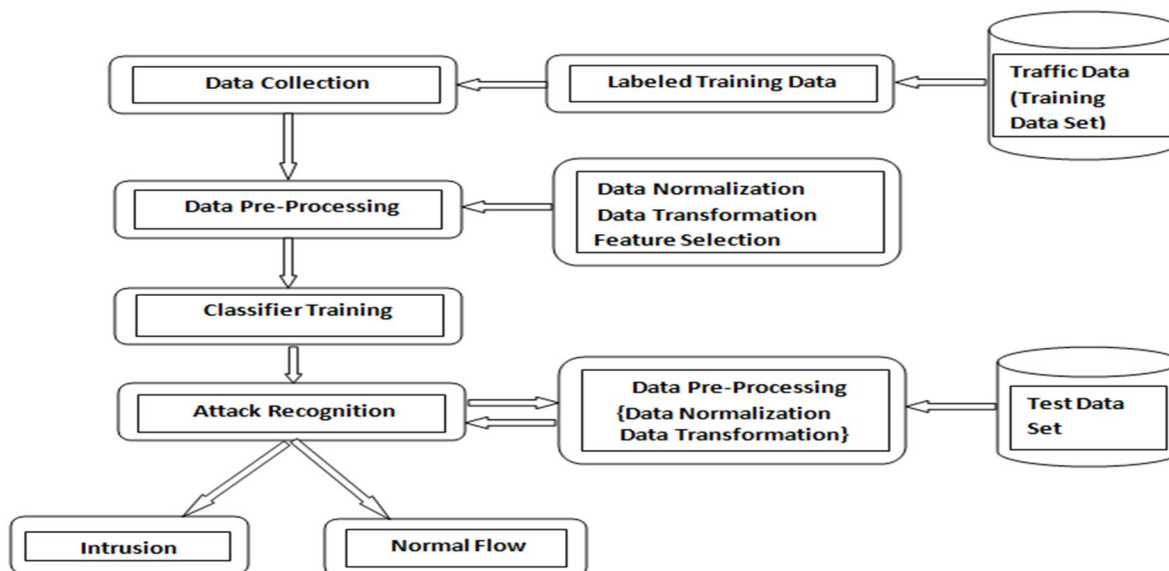 Data Collection
Labeled Training Data
Traffic Data
(Training
Data Set)
Data Pre-Processing
Data Normalization
Data Transformation
Feature Selection
Classifier Training
Attack Recognition
Data Pre-Processing
{Data Normalization
Data Transformation}
Test Data
Set
Intrusion
Normal Flow